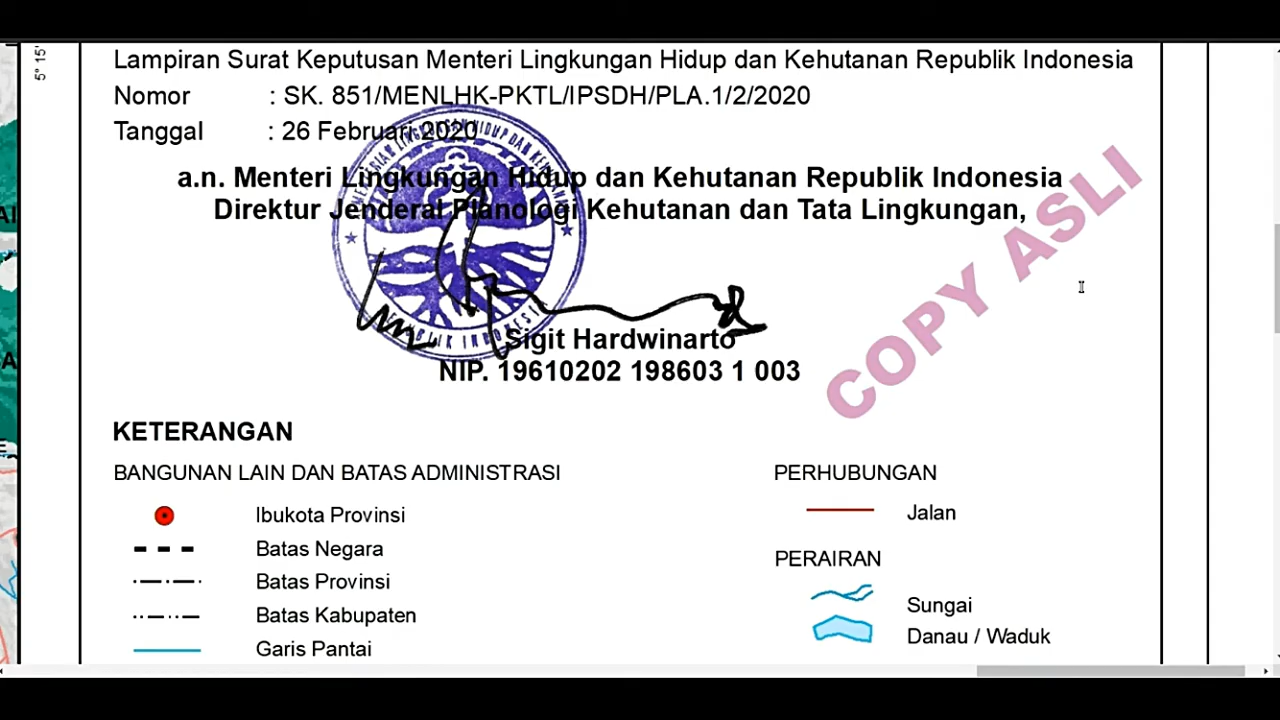 5° 15'
Lampiran Surat Keputusan Menteri Lingkungan Hidup dan Kehutanan Republik Indonesia
Nomor : SK. 851/MENLHK-PKTL/IPSDH/PLA.1/2/2020
Tanggal : 26 Februari 2020
a.n. Menteri Lingkungan Hidup dan Kehutanan Republik Indonesia
Direktur Jenderal Planologi Kehutanan dan Tata Lingkungan,
COPY ASLI
Sigit Hardwinarto
NIP. 19610202 198603 1 003
KETERANGAN
BANGUNAN LAIN DAN BATAS ADMINISTRASI
Ibukota Provinsi
Batas Negara
Batas Provinsi
Batas Kabupaten
Garis Pantai
PERHUBUNGAN
Jalan
PERAIRAN
Sungai
Danau / Waduk